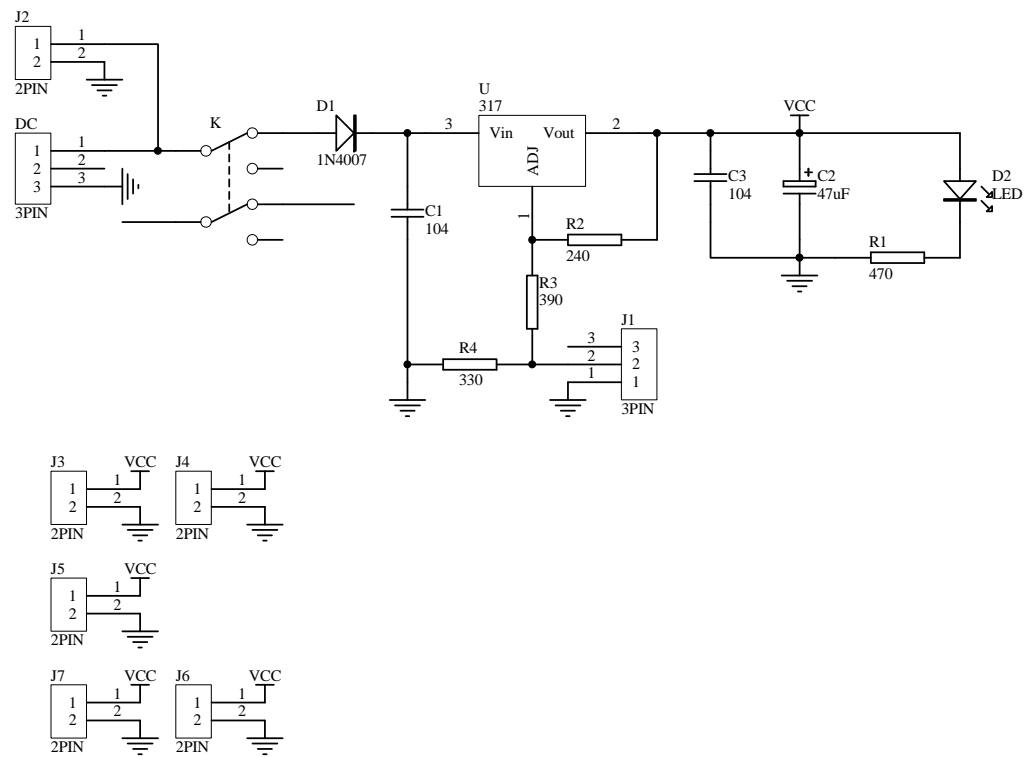 J2
1 1
2 2
2PIN
DC
1 1
2 2
3 3
3PIN
K
D1
1N4007
U
317
3 Vin Vout 2
ADJ
1
C1
104
R2
240
R3
390
R4
330
J1
3 3
2 2
1 1
3PIN
VCC
C3
104
+
C2
47uF
D2
LED
R1
470
J3 VCC
1 1
2 2
2PIN
J4 VCC
1 1
2 2
2PIN
J5 VCC
1 1
2 2
2PIN
J7 VCC
1 1
2 2
2PIN
J6 VCC
1 1
2 2
2PIN